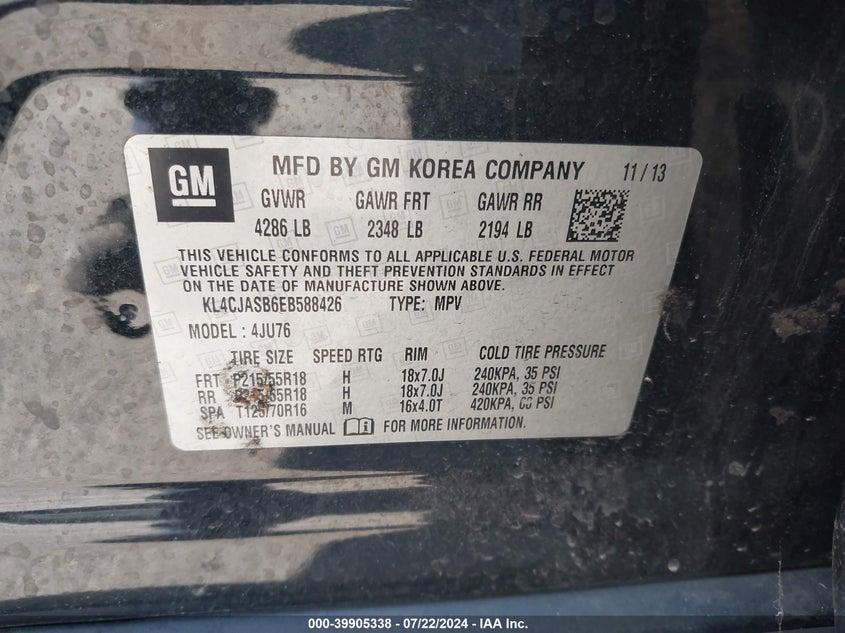 GM MFD BY GM KOREA COMPANY 11/13
GVWR GAWR FRT GAWR RR
4286 LB 2348 LB 2194 LB
THIS VEHICLE CONFORMS TO ALL APPLICABLE U.S. FEDERAL MOTOR
VEHICLE SAFETY AND THEFT PREVENTION STANDARDS IN EFFECT
ON THE DATE OF MANUFACTURE SHOWN ABOVE.
KL4CJASB6EB588426 TYPE: MPV
MODEL : 4JU76
TIRE SIZE SPEED RTG RIM COLD TIRE PRESSURE
FRT P215/55R18 H 18x7.0J 240KPA, 35 PSI
RR H 18x7.0J 240KPA, 35 PSI
SPA T125/70R16 M 16x4.0T 420KPA, 60 PSI
SEE OWNER'S MANUAL FOR MORE INFORMATION.
000-39905338 - 07/22/2024 - IAA Inc.